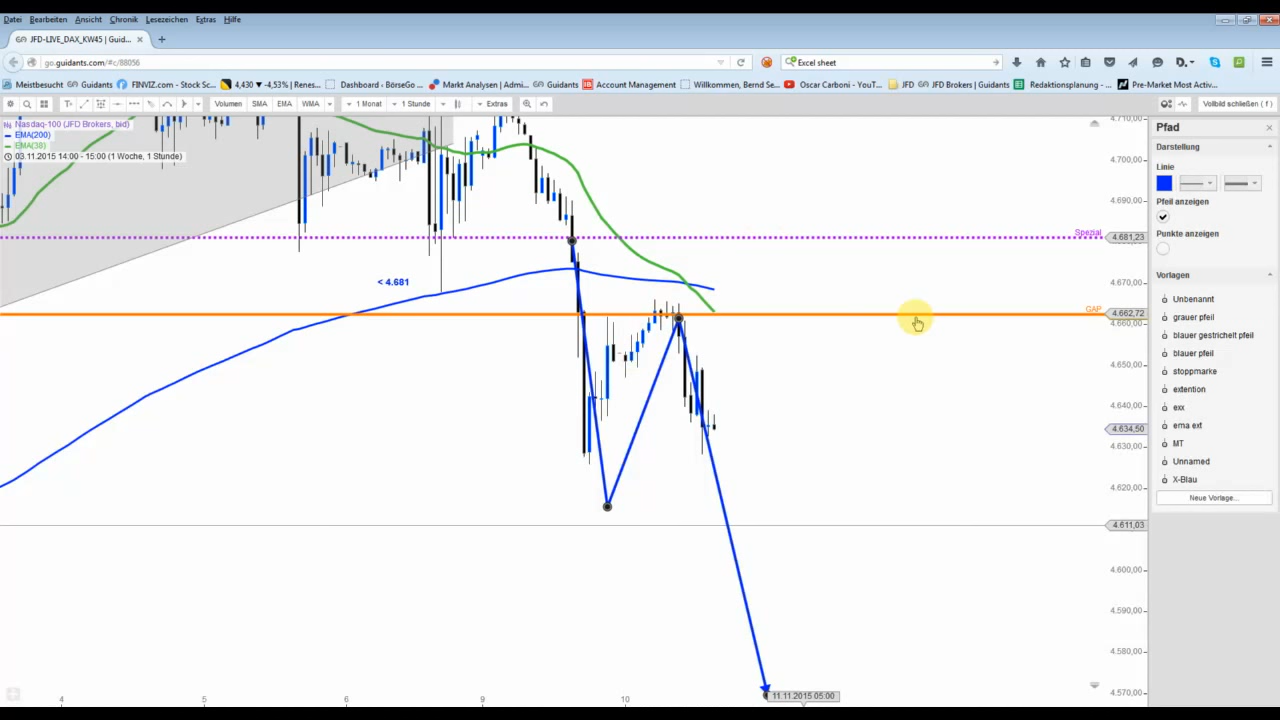 Datei Bearbeiten Ansicht Chronik Lesezeichen Extras Hilfe
JFD-LIVE_DAX_KW45 | Guid...
go.guidants.com/#c/88056
Excel sheet
Meistbesucht Guidants FINVIZ.com - Stock Sc... 4,430 ▼ -4,53% | Renes... Dashboard - BörseGo ... Markt Analysen | Admi... Guidants Account Management Willkommen, Bernd Se... Oscar Carboni - YouT... JFD JFD Brokers | Guidants Redaktionsplanung - ... Pre-Market Most Activ...
Volumen SMA EMA WMA 1 Monat 1 Stunde Extras Vollbild schließen ( f )
Nasdaq-100 (JFD Brokers, bid)
EMA(200)
EMA(38)
03.11.2015 14:00 - 15:00 (1 Woche, 1 Stunde)
< 4.681
Spezial
GAP
4.710,00
4.700,00
4.690,00
4.681,23
4.670,00
4.662,72
4.660,00
4.650,00
4.640,00
4.634,50
4.630,00
4.620,00
4.611,03
4.600,00
4.590,00
4.580,00
4.570,00
4 5 6 9 10
11.11.2015 05:00
Pfad
Darstellung
Linie
Pfeil anzeigen
Punkte anzeigen
Vorlagen
Unbenannt
grauer pfeil
blauer gestrichelt pfeil
blauer pfeil
stoppmarke
extention
exx
ema ext
MT
Unnamed
X-Blau
Neue Vorlage...